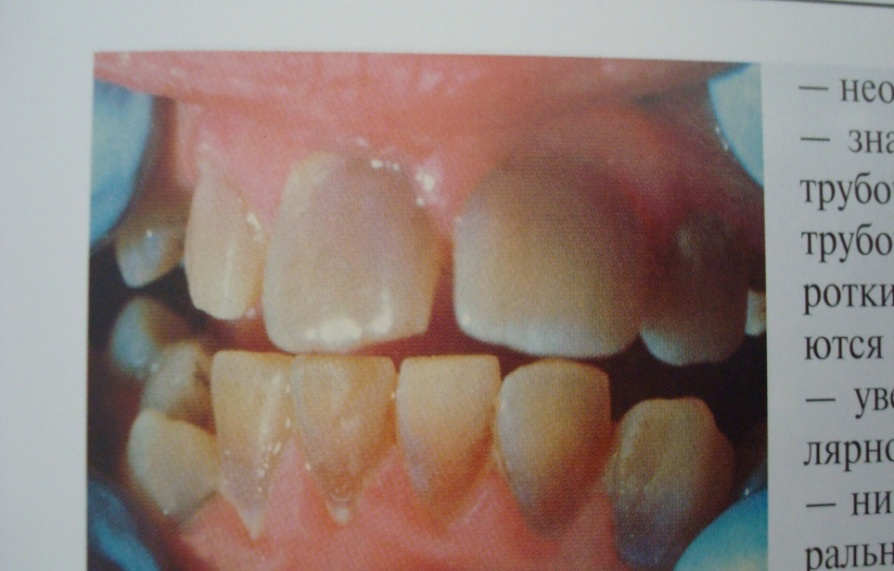 — нео
— зна
трубо
трубо
ротки
ются
— уве
лярно
— ни
ральн